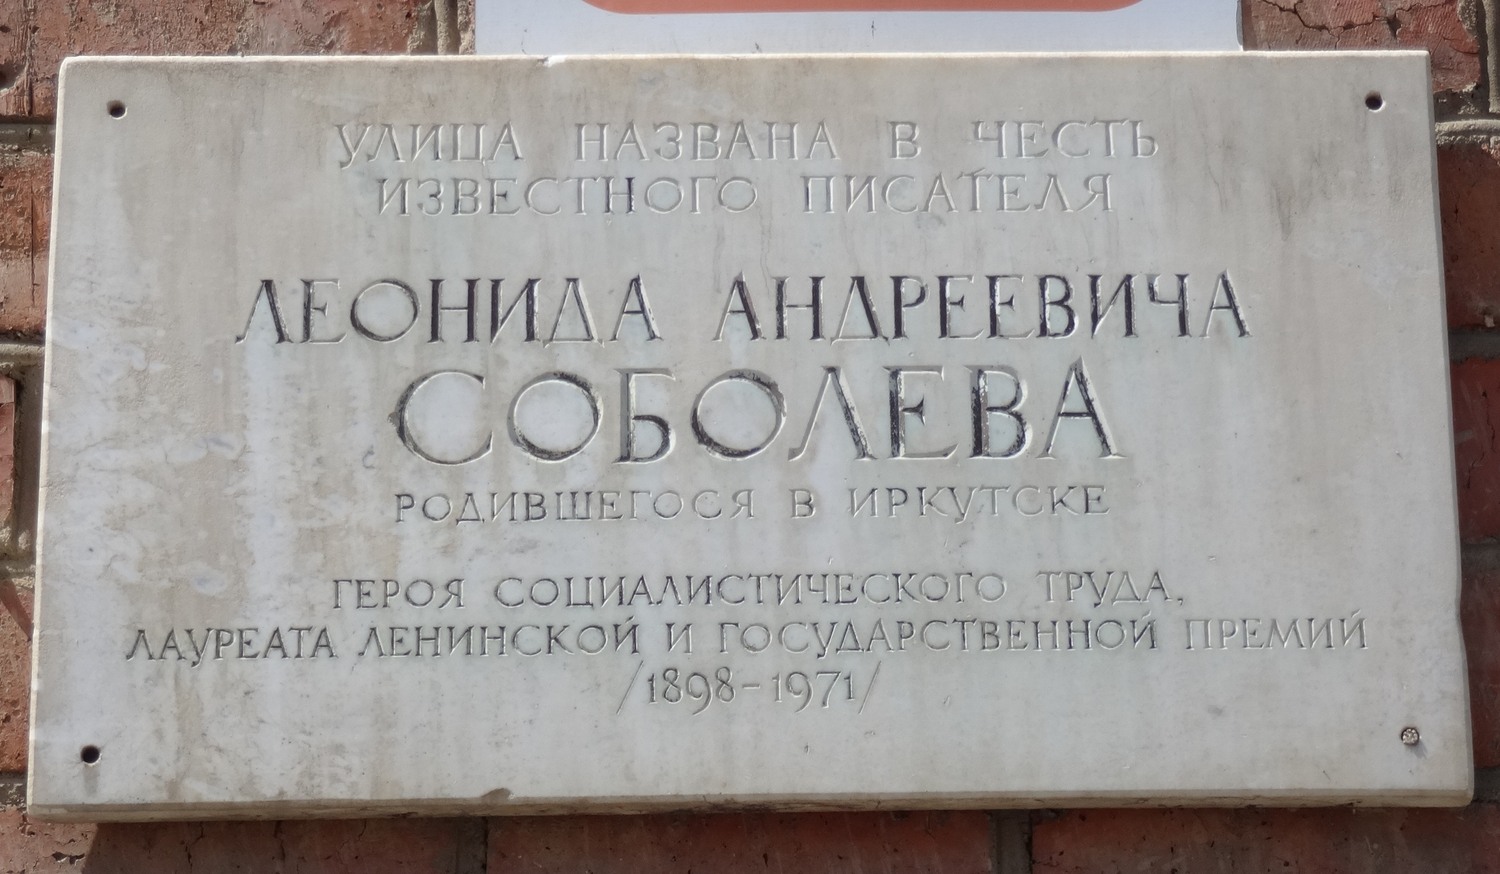 УЛИЦА НАЗВАНА В ЧЕСТЬ
ИЗВЕСТНОГО ПИСАТЕЛЯ
ЛЕОНИДА АНДРЕЕВИЧА
СОБОЛЕВА
РОДИВШЕГОСЯ В ИРКУТСКЕ
ГЕРОЯ СОЦИАЛИСТИЧЕСКОГО ТРУДА,
ЛАУРЕАТА ЛЕНИНСКОЙ И ГОСУДАРСТВЕННОЙ ПРЕМИЙ
/1898-1971/